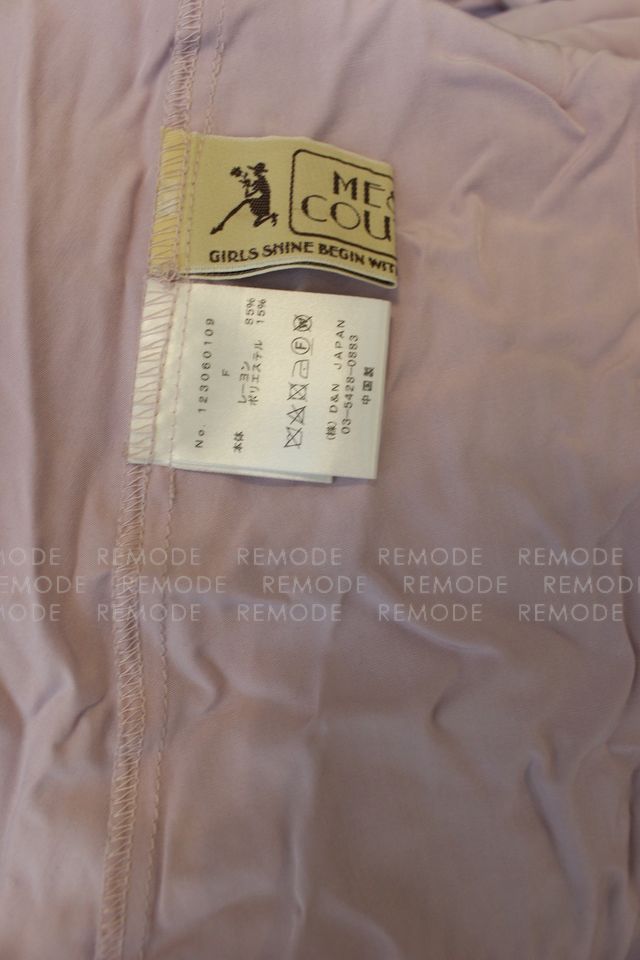 ME&
COU
GIRLS SHINE BEGIN WIT
No. 123060109
F
本体 レーヨン 85%
ポリエステル 15%
(株) D&N JAPAN
03-5428-0883
中国製
REMODE REMODE REMODE REMODE REMODE
REMODE REMODE REMODE REMODE REMODE
REMODE REMODE REMODE REMODE REMODE